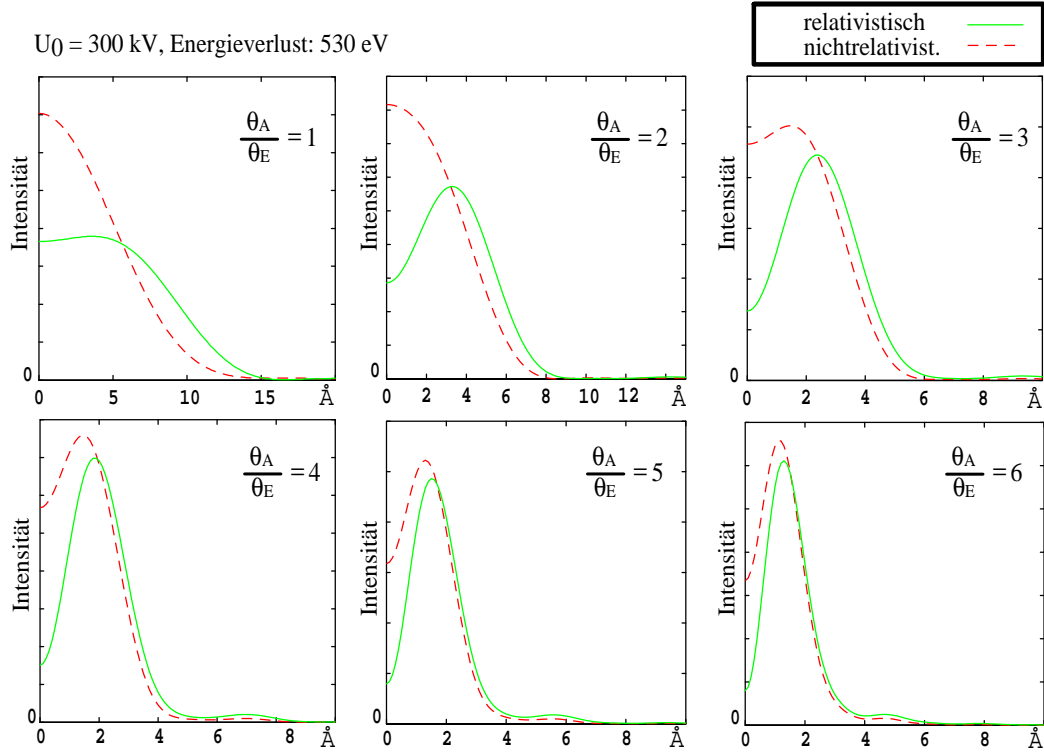 relativistisch
nichtrelativist.
U0 = 300 kV, Energieverlust: 530 eV
Intensität
θA
θE
= 1
0
0 5 10 15 Å
Intensität
θA
θE
= 2
0
0 2 4 6 8 10 12 Å
Intensität
θA
θE
= 3
0
0 2 4 6 8 Å
Intensität
θA
θE
= 4
0
0 2 4 6 8 Å
Intensität
θA
θE
= 5
0
0 2 4 6 8 Å
Intensität
θA
θE
= 6
0
0 2 4 6 8 Å